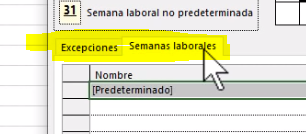 31 Semana laboral no predeterminada
Excepciones Semanas laborales
Nombre
[Predeterminado]